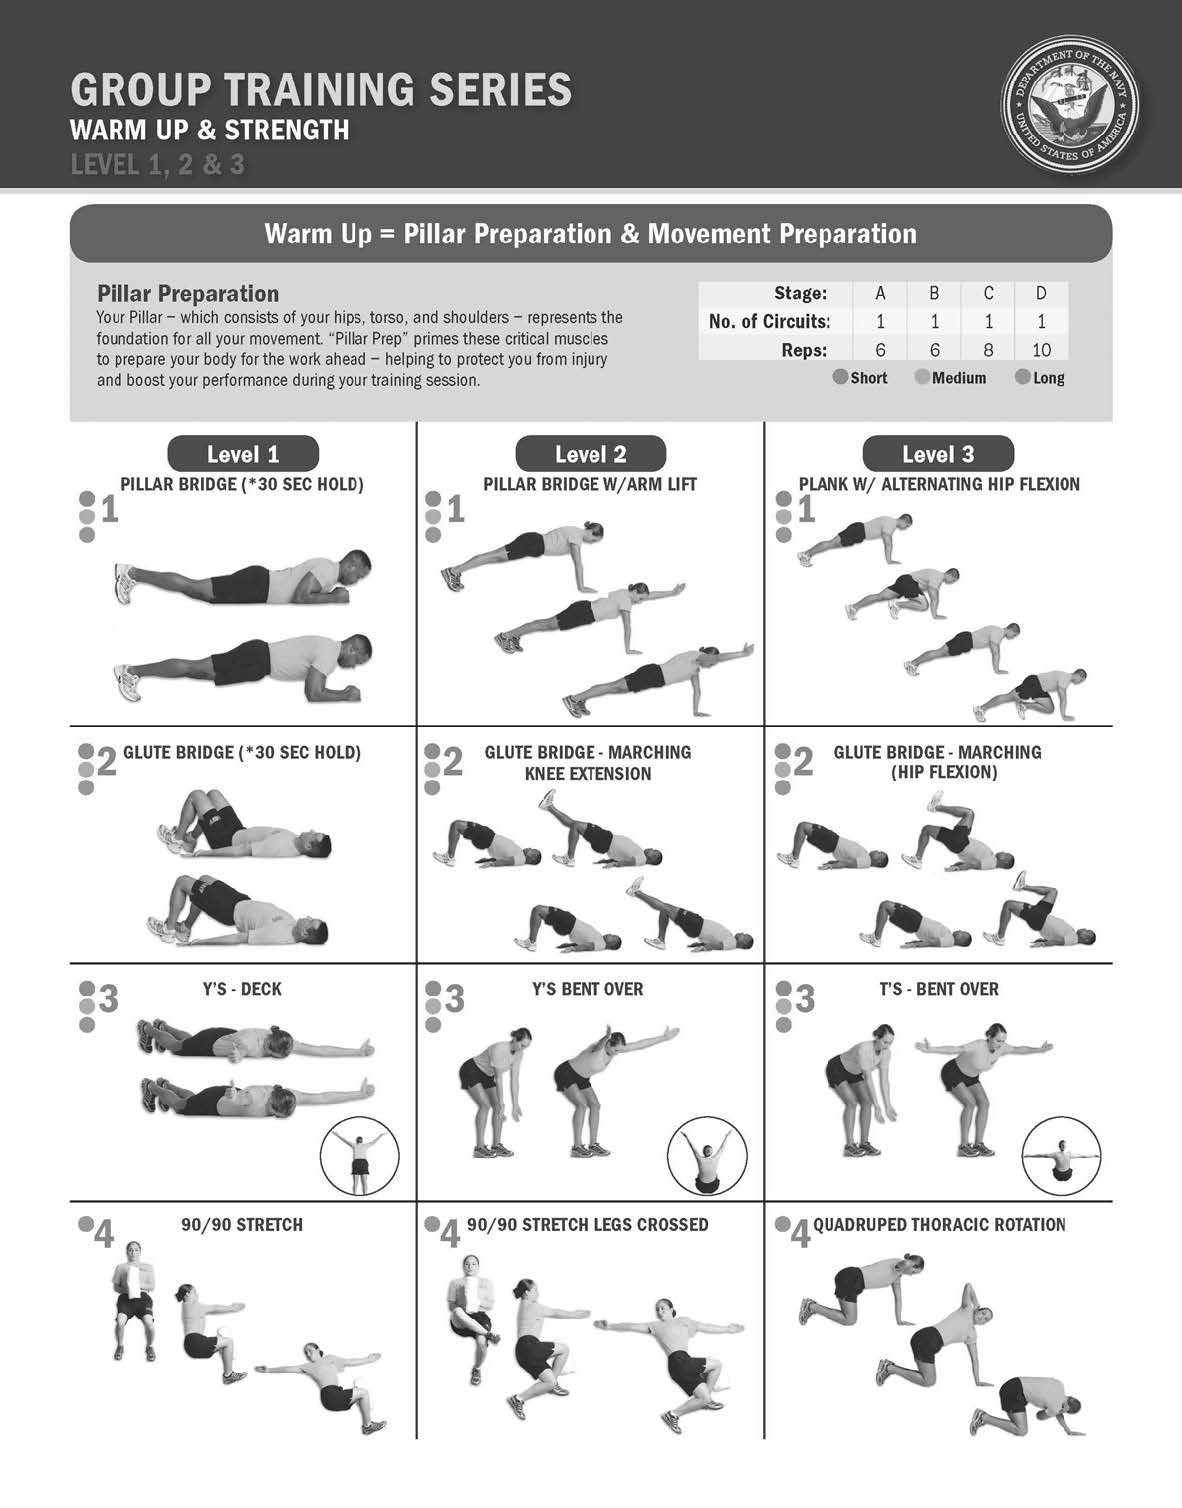 GROUP TRAINING SERIES
WARM UP & STRENGTH
LEVEL 1, 2 & 3
DEPARTMENT OF THE NAVY
UNITED STATES OF AMERICA
Warm Up = Pillar Preparation & Movement Preparation
Pillar Preparation
Your Pillar – which consists of your hips, torso, and shoulders – represents the
foundation for all your movement. “Pillar Prep” primes these critical muscles
to prepare your body for the work ahead – helping to protect you from injury
and boost your performance during your training session.
Stage: A B C D
No. of Circuits: 1 1 1 1
Reps: 6 6 8 10
Short Medium Long
Level 1
PILLAR BRIDGE (*30 SEC HOLD)
1
Level 2
PILLAR BRIDGE W/ARM LIFT
1
Level 3
PLANK W/ ALTERNATING HIP FLEXION
1
2 GLUTE BRIDGE (*30 SEC HOLD)
2 GLUTE BRIDGE - MARCHING
KNEE EXTENSION
2 GLUTE BRIDGE - MARCHING
(HIP FLEXION)
3 Y'S - DECK
3 Y'S BENT OVER
3 T'S - BENT OVER
4 90/90 STRETCH
4 90/90 STRETCH LEGS CROSSED
4 QUADRUPED THORACIC ROTATION